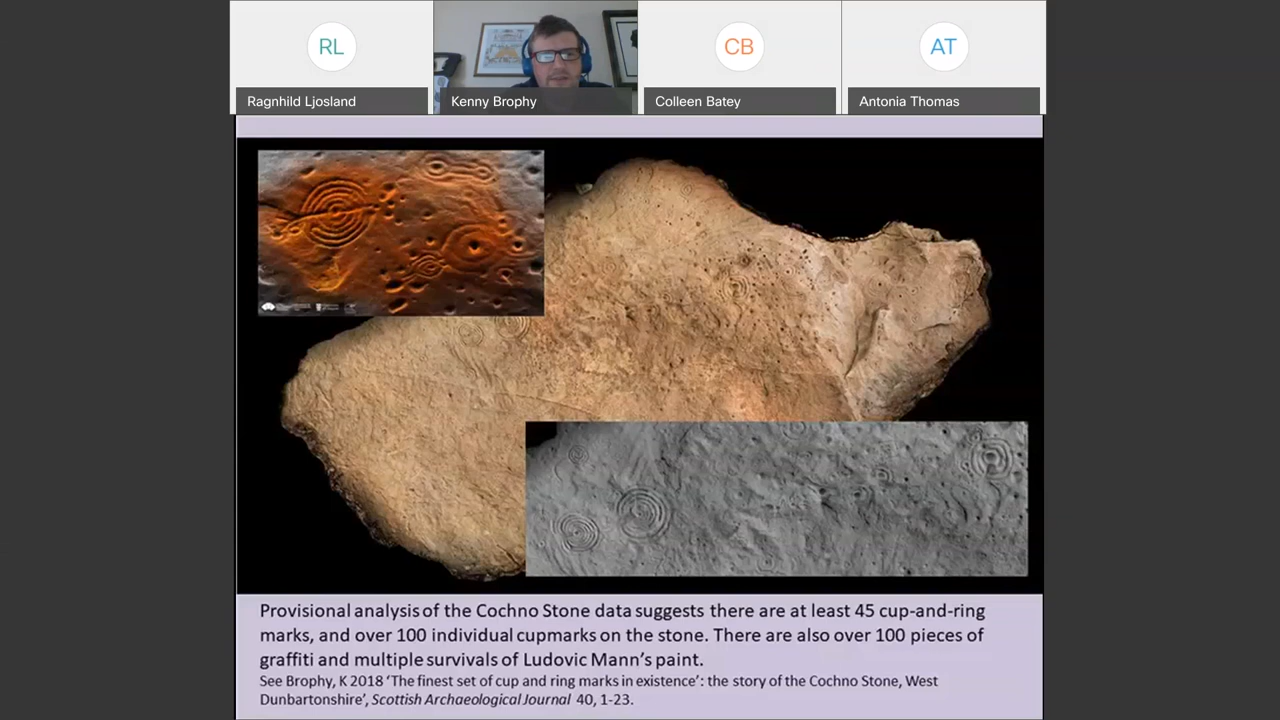 RL
Ragnhild Ljosland
Kenny Brophy
CB
Colleen Batey
AT
Antonia Thomas
Provisional analysis of the Cochno Stone data suggests there are at least 45 cup-and-ring
marks, and over 100 individual cupmarks on the stone. There are also over 100 pieces of
graffiti and multiple survivals of Ludovic Mann's paint.
See Brophy, K 2018 ‘The finest set of cup and ring marks in existence’: the story of the Cochno Stone, West
Dunbartonshire’, Scottish Archaeological Journal 40, 1-23.